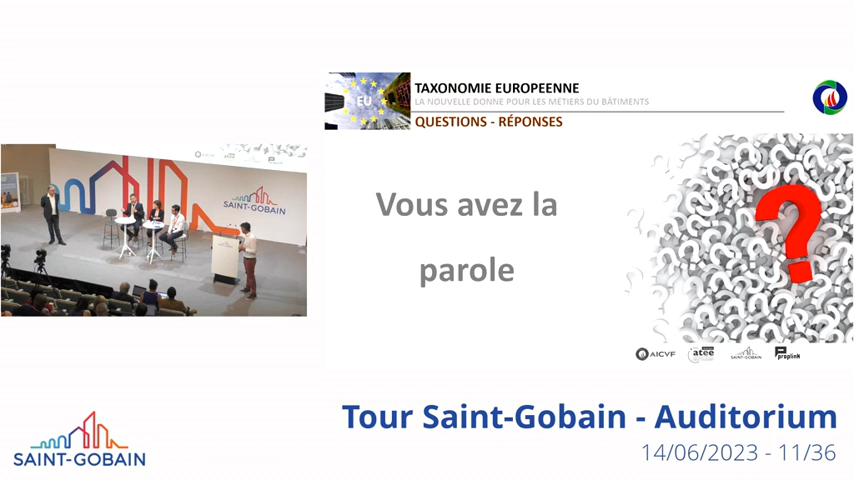 EU
TAXONOMIE EUROPEENNE
LA NOUVELLE DONNE POUR LES MÉTIERS DU BÂTIMENTS
QUESTIONS - RÉPONSES
Vous avez la
parole
SAINT-GOBAIN
AICVF
atee
SAINT-GOBAIN
proplink
Tour Saint-Gobain - Auditorium
14/06/2023 - 11/36
SAINT-GOBAIN